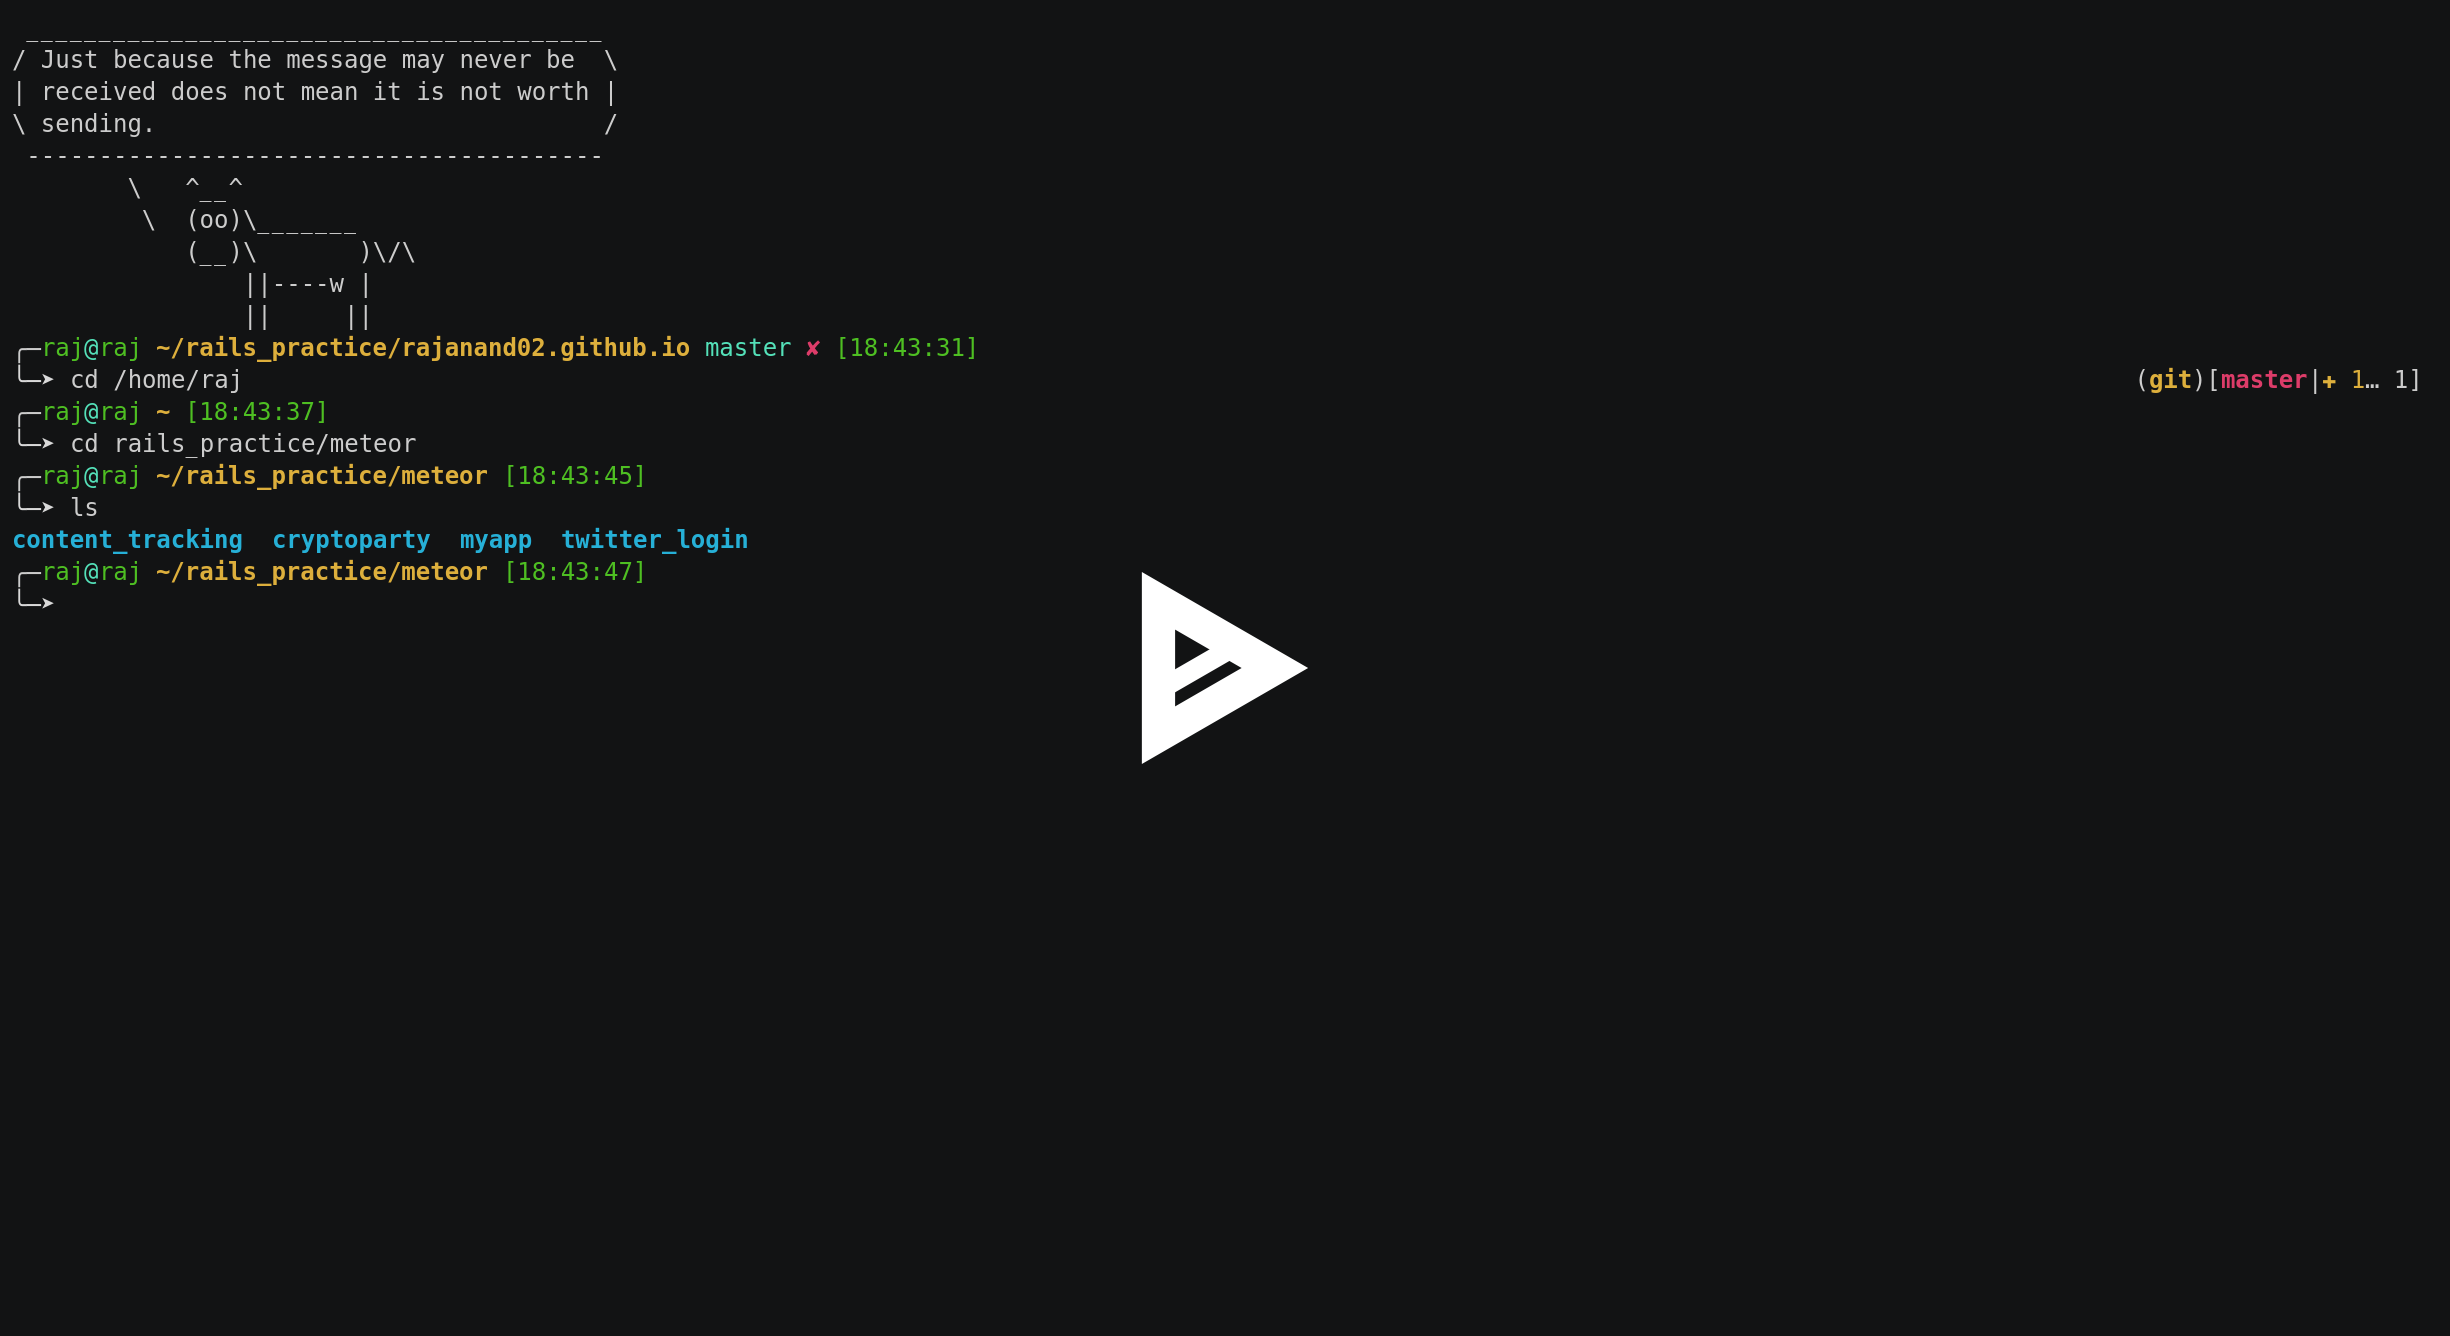 ________________________________________
/ Just because the message may never be  \
| received does not mean it is not worth |
\ sending.                               /
 ----------------------------------------
        \   ^__^
         \  (oo)\_______
            (__)\       )\/\
                ||----w |
                ||     ||
╭─raj@raj ~/rails_practice/rajanand02.github.io master ✘ [18:43:31]
╰─➤ cd /home/raj (git)[master|✚ 1… 1]
╭─raj@raj ~ [18:43:37]
╰─➤ cd rails_practice/meteor
╭─raj@raj ~/rails_practice/meteor [18:43:45]
╰─➤ ls
content_tracking  cryptoparty  myapp  twitter_login
╭─raj@raj ~/rails_practice/meteor [18:43:47]
╰─➤